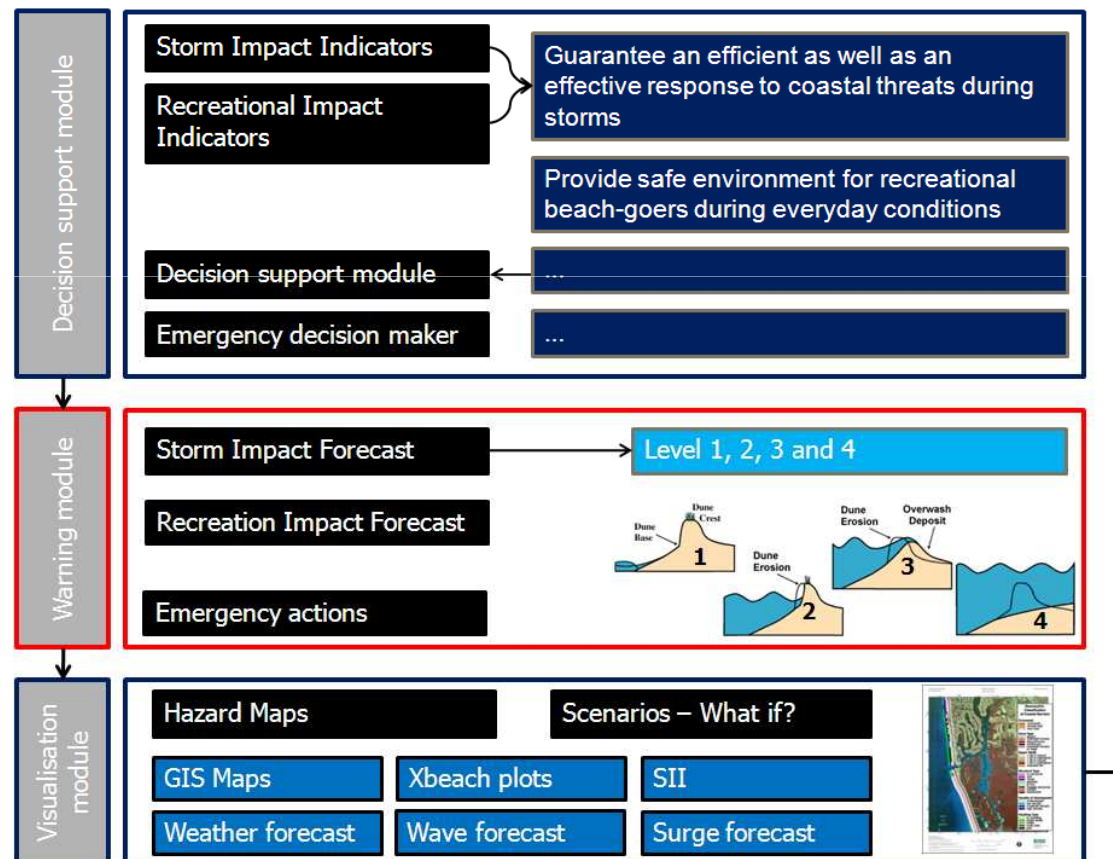 Decision support module
Storm Impact Indicators
Recreational Impact
Indicators
Guarantee an efficient as well as an
effective response to coastal threats during
storms
Provide safe environment for recreational
beach-goers during everyday conditions
Decision support module
...
Emergency decision maker
...
Warning module
Storm Impact Forecast
Level 1, 2, 3 and 4
Recreation Impact Forecast
Emergency actions
Dune
Crest
Dune
Base
1
Dune
Erosion
2
Dune
Erosion
Overwash
Deposit
3
4
Visualisation
module
Hazard Maps
Scenarios – What if?
GIS Maps
Xbeach plots
SII
Weather forecast
Wave forecast
Surge forecast